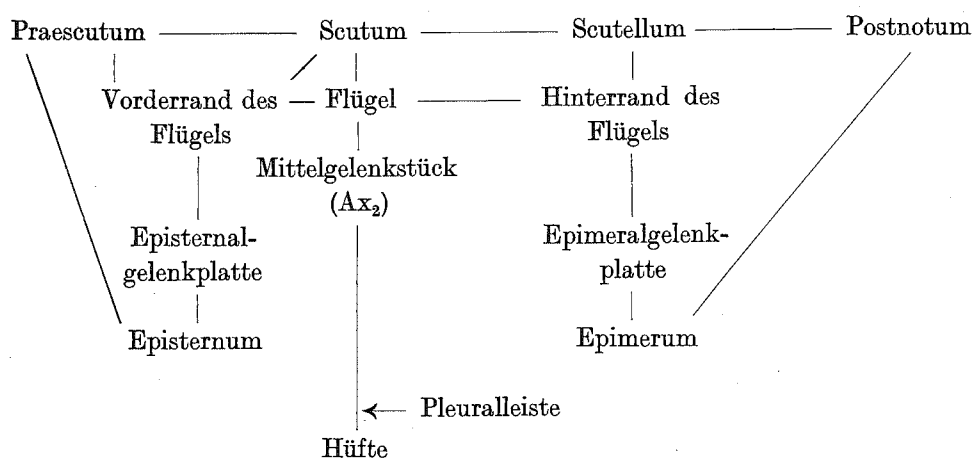 Praescutum Scutum Scutellum Postnotum
Vorderrand des Flügel Hinterrand des
Flügels Flügels
Mittelgelenkstück
(Ax₂)
Episternal- Epimeralgelenk-
gelenkplatte platte
Episternum Epimerum
Pleuralleiste
Hüfte